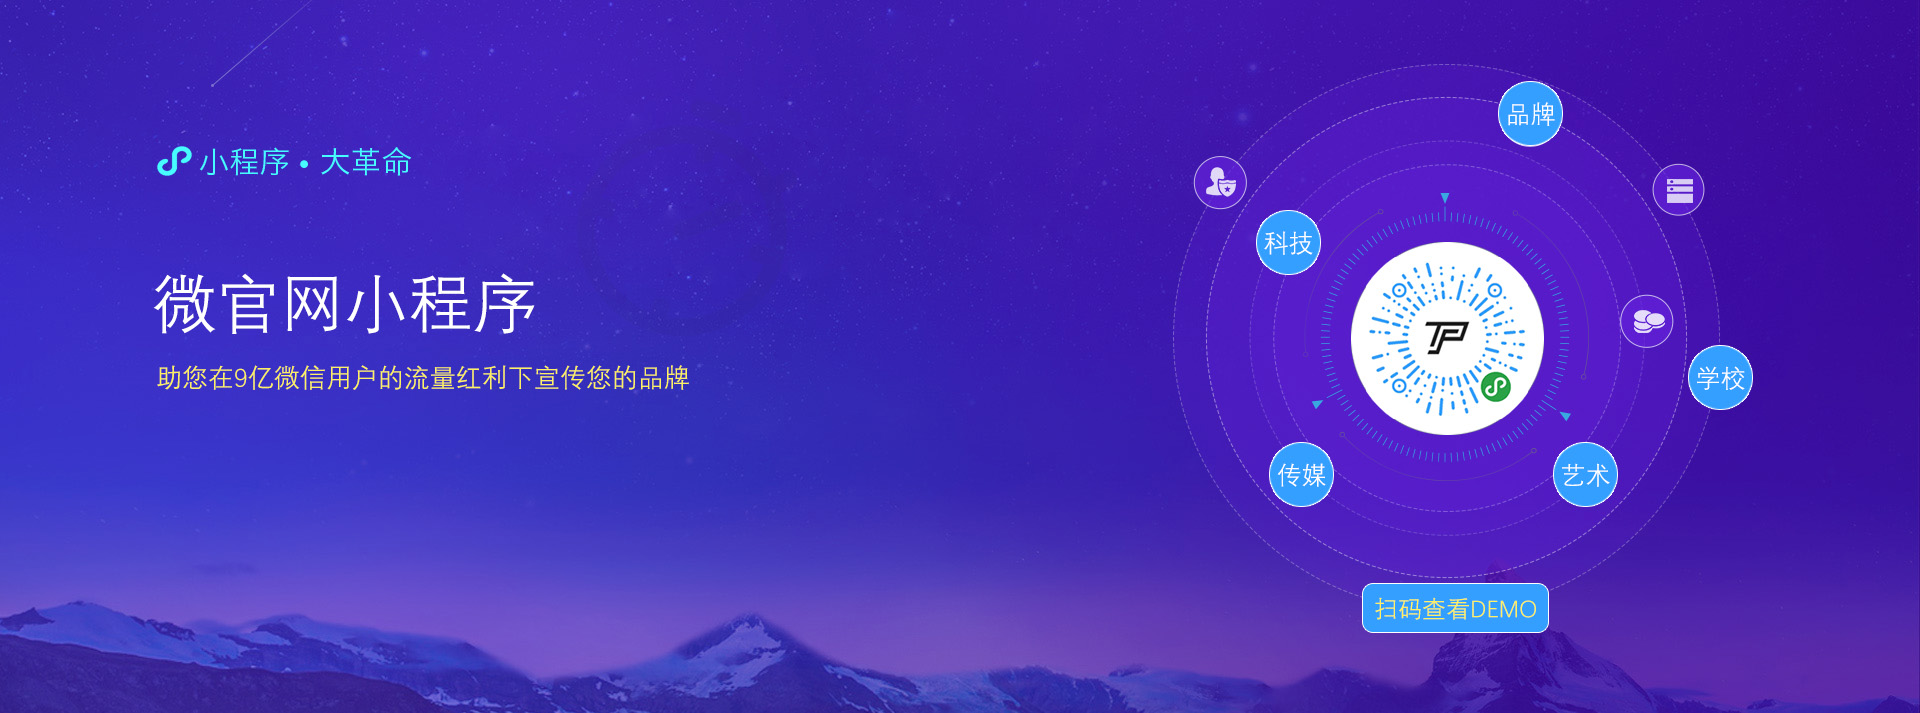 小程序·大革命
微官网小程序
助您在9亿微信用户的流量红利下宣传您的品牌
品牌
科技
TP
学校
传媒
艺术
扫码查看DEMO